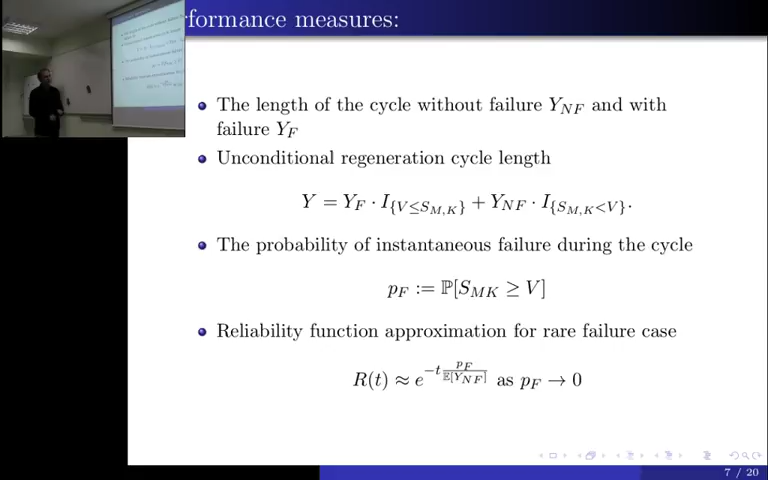 rformance measures:
The length of the cycle without failure Y_{NF} and with
failure Y_F
Unconditional regeneration cycle length
Y = Y_F · I_{\{V≤S_{M,K}\}} + Y_{NF} · I_{\{S_{M,K}<V\}}.
The probability of instantaneous failure during the cycle
p_F := ℙ[S_{MK} ≥ V]
Reliability function approximation for rare failure case
R(t) ≈ e^{-t\frac{p_F}{𝔼[Y_{NF}]}} as p_F → 0
7 / 20